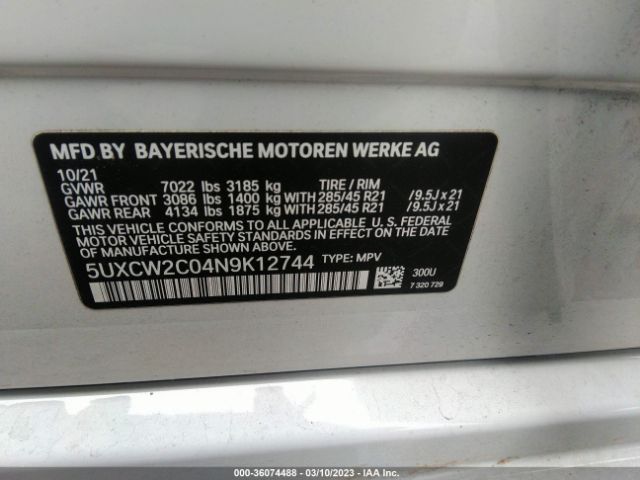 MFD BY BAYERISCHE MOTOREN WERKE AG
10/21
GVWR 7022 lbs 3185 kg TIRE / RIM
GAWR FRONT 3086 lbs 1400 kg WITH 285/45 R21 /9.5J x 21
GAWR REAR 4134 lbs 1875 kg WITH 285/45 R21 /9.5J x 21
THIS VEHICLE CONFORMS TO ALL APPLICABLE U. S. FEDERAL
MOTOR VEHICLE SAFETY STANDARDS IN EFFECT ON THE DATE
OF MANUFACTURE SHOWN ABOVE.
5UXCW2C04N9K12744 TYPE: MPV 300U
7 320 729
000-36074488 - 03/10/2023 - IAA Inc.